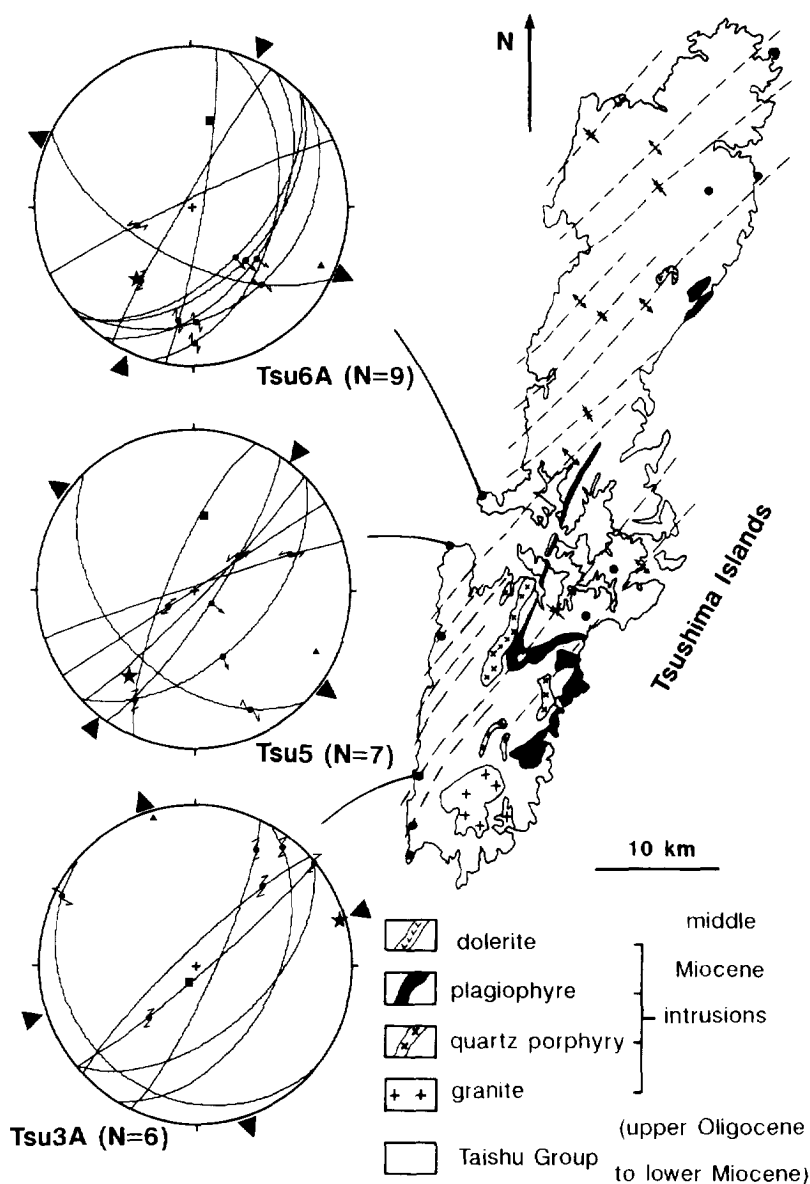 N
Tsu6A (N=9)
Tsu5 (N=7)
Tsu3A (N=6)
Tsushima Islands
10 km
dolerite
plagiophyre
quartz porphyry
granite
Taishu Group
middle
Miocene
intrusions
(upper Oligocene
to lower Miocene)